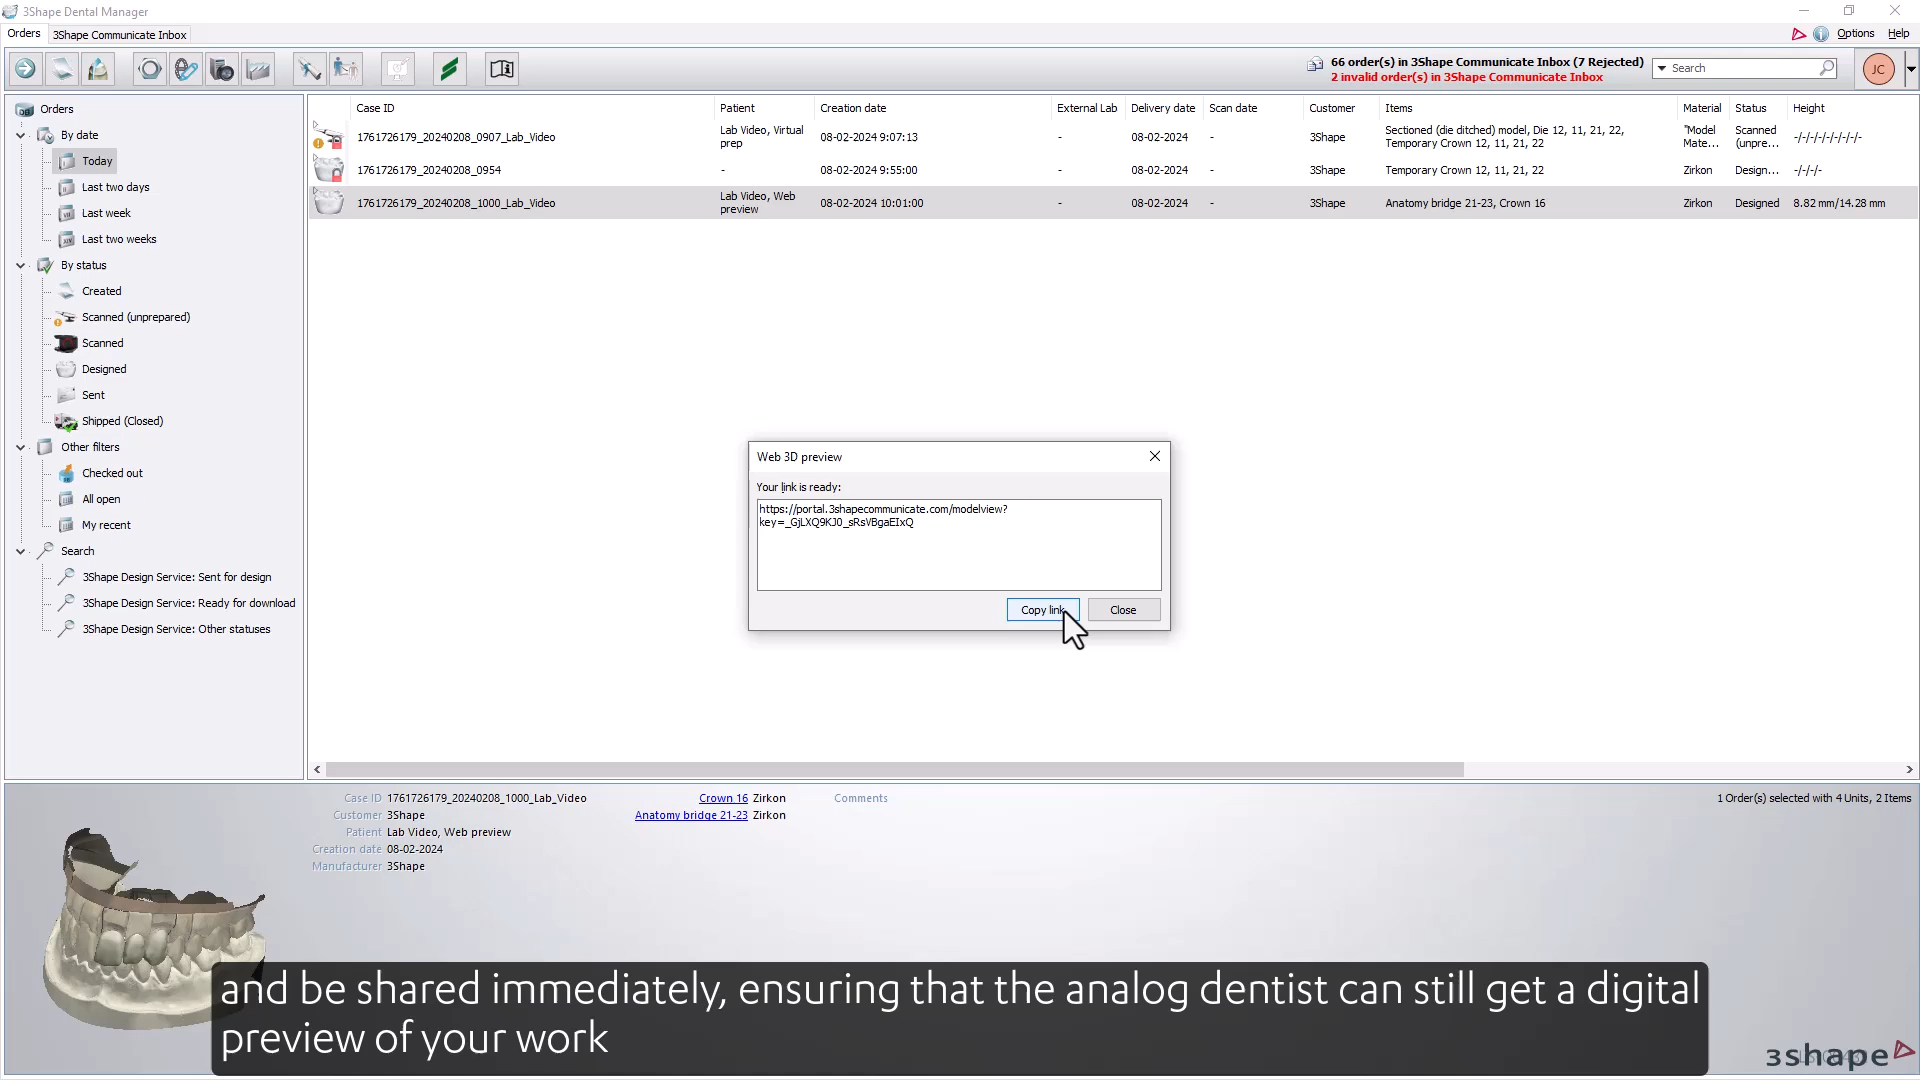 3Shape Dental Manager
Orders
3Shape Communicate Inbox
Options
Help
66 order(s) in 3Shape Communicate Inbox (7 Rejected)
2 invalid order(s) in 3Shape Communicate Inbox
Search
JC
Orders
By date
Today
Last two days
Last week
Last two weeks
By status
Created
Scanned (unprepared)
Scanned
Designed
Sent
Shipped (Closed)
Other filters
Checked out
All open
My recent
Search
3Shape Design Service: Sent for design
3Shape Design Service: Ready for download
3Shape Design Service: Other statuses
Case ID Patient Creation date External Lab Delivery date Scan date Customer Items Material Status Height
1761726179_20240208_0907_Lab_Video Lab Video, Virtual prep 08-02-2024 9:07:13 - 08-02-2024 - 3Shape Sectioned (die ditched) model, Die 12, 11, 21, 22, Temporary Crown 12, 11, 21, 22 "Model Mate... Scanned (unpre... -/-/-/-/-/-/-/-/-
1761726179_20240208_0954 - 08-02-2024 9:55:00 - 08-02-2024 - 3Shape Temporary Crown 12, 11, 21, 22 Zirkon Design... -/-/-/-
1761726179_20240208_1000_Lab_Video Lab Video, Web preview 08-02-2024 10:01:00 - 08-02-2024 - 3Shape Anatomy bridge 21-23, Crown 16 Zirkon Designed 8.82 mm/14.28 mm
Web 3D preview
Your link is ready:
https://portal.3shapecommunicate.com/modelview?
key=_GjLXQ9KJ0_sRsVBgaEIxQ
Copy link
Close
Case ID 1761726179_20240208_1000_Lab_Video
Customer 3Shape
Patient Lab Video, Web preview
Creation date 08-02-2024
Manufacturer 3Shape
Crown 16 Zirkon
Anatomy bridge 21-23 Zirkon
Comments
1 Order(s) selected with 4 Units, 2 Items
and be shared immediately, ensuring that the analog dentist can still get a digital
preview of your work
3shape